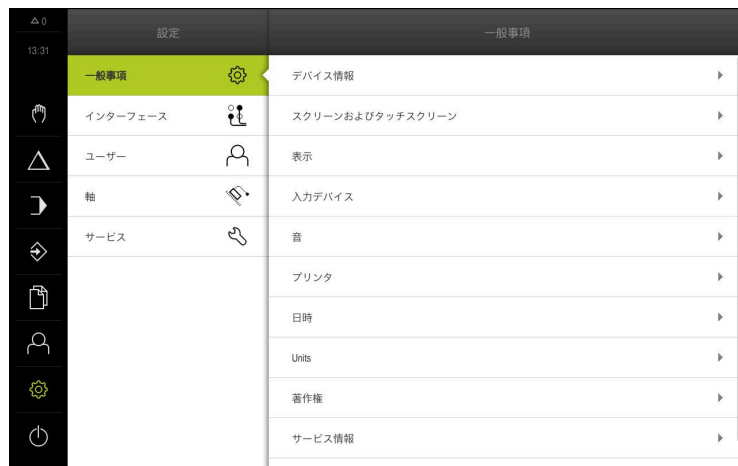 0
13:31
設定
一般事項
インターフェース
ユーザー
軸
サービス
一般事項
デバイス情報
スクリーンおよびタッチスクリーン
表示
入力デバイス
音
プリンタ
日時
Units
著作権
サービス情報